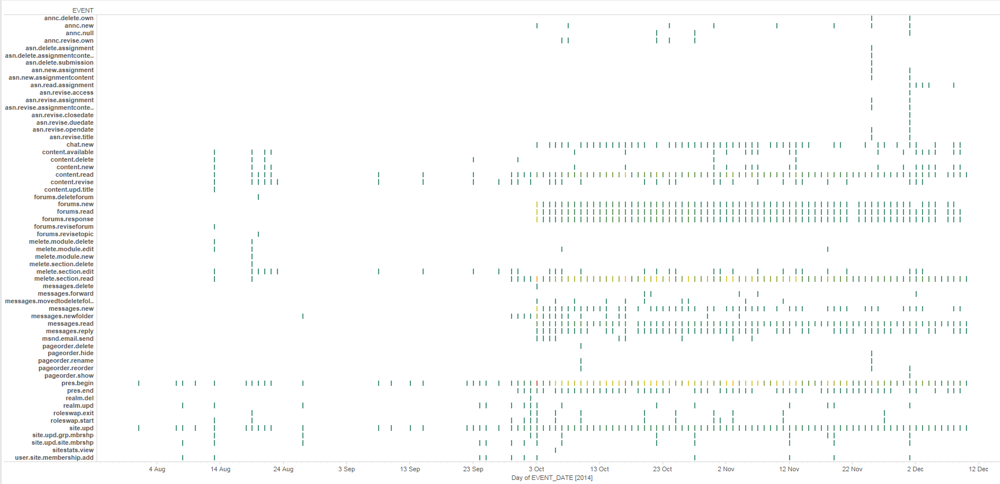 EVENT
annc.delete.own
annc.new
annc.null
annc.revise.own
asn.delete.assignment
asn.delete.assignmentconte..
asn.delete.submission
asn.new.assignment
asn.new.assignmentcontent
asn.read.assignment
asn.revise.access
asn.revise.assignment
asn.revise.assignmentconte..
asn.revise.closedate
asn.revise.duedate
asn.revise.opendate
asn.revise.title
chat.new
content.available
content.delete
content.new
content.read
content.revise
content.upd.title
forums.deleteforum
forums.new
forums.read
forums.response
forums.reviseforum
forums.revisetopic
melete.module.delete
melete.module.edit
melete.module.new
melete.section.delete
melete.section.edit
melete.section.read
messages.delete
messages.forward
messages.movedtodeletefol..
messages.new
messages.newfolder
messages.read
messages.reply
msnd.email.send
pageorder.delete
pageorder.hide
pageorder.rename
pageorder.reorder
pageorder.show
pres.begin
pres.end
realm.del
realm.upd
roleswap.exit
roleswap.start
site.upd
site.upd.grp.mbrshp
site.upd.site.mbrshp
sitestats.view
user.site.membership.add
4 Aug 14 Aug 24 Aug 3 Sep 13 Sep 23 Sep 3 Oct 13 Oct 23 Oct 2 Nov 12 Nov 22 Nov 2 Dec 12 Dec
Day of EVENT_DATE [2014]